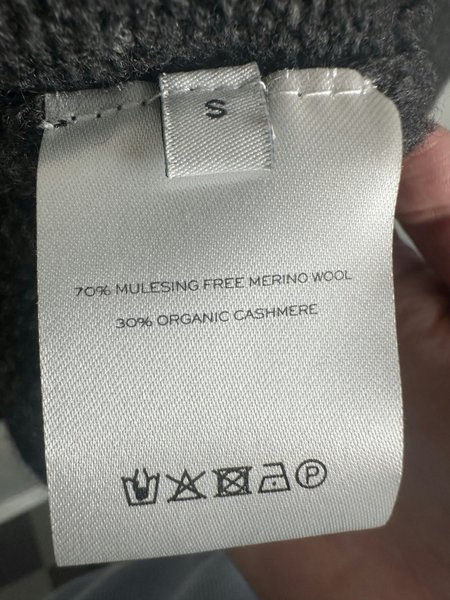 S
70% MULESING FREE MERINO WOOL
30% ORGANIC CASHMERE
P